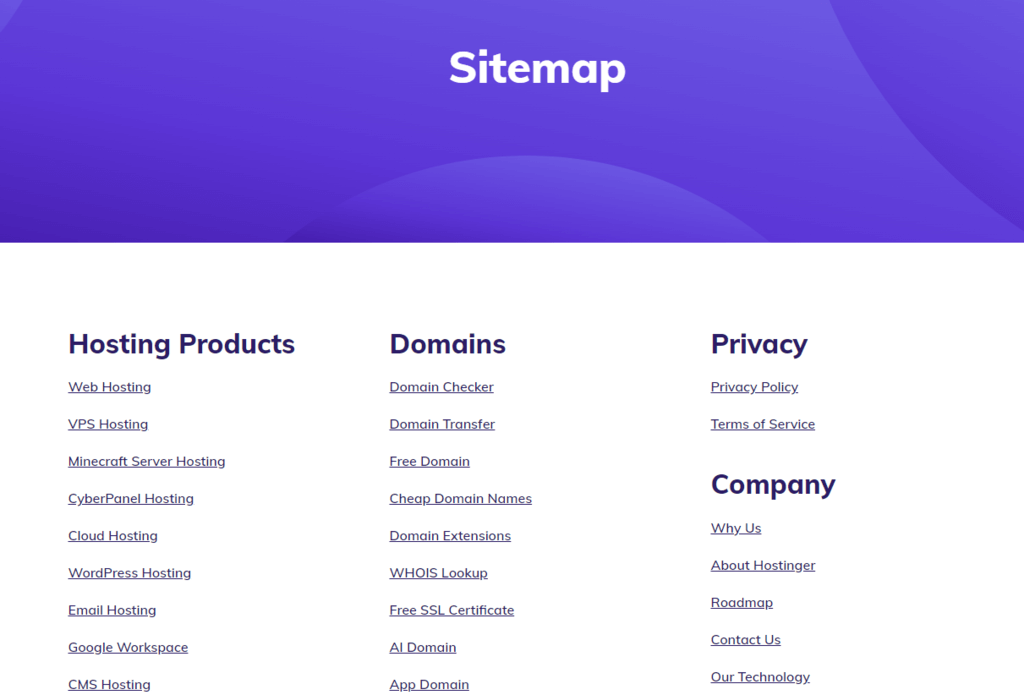 Sitemap
Hosting Products
Web Hosting
VPS Hosting
Minecraft Server Hosting
CyberPanel Hosting
Cloud Hosting
WordPress Hosting
Email Hosting
Google Workspace
CMS Hosting
Domains
Domain Checker
Domain Transfer
Free Domain
Cheap Domain Names
Domain Extensions
WHOIS Lookup
Free SSL Certificate
AI Domain
App Domain
Privacy
Privacy Policy
Terms of Service
Company
Why Us
About Hostinger
Roadmap
Contact Us
Our Technology